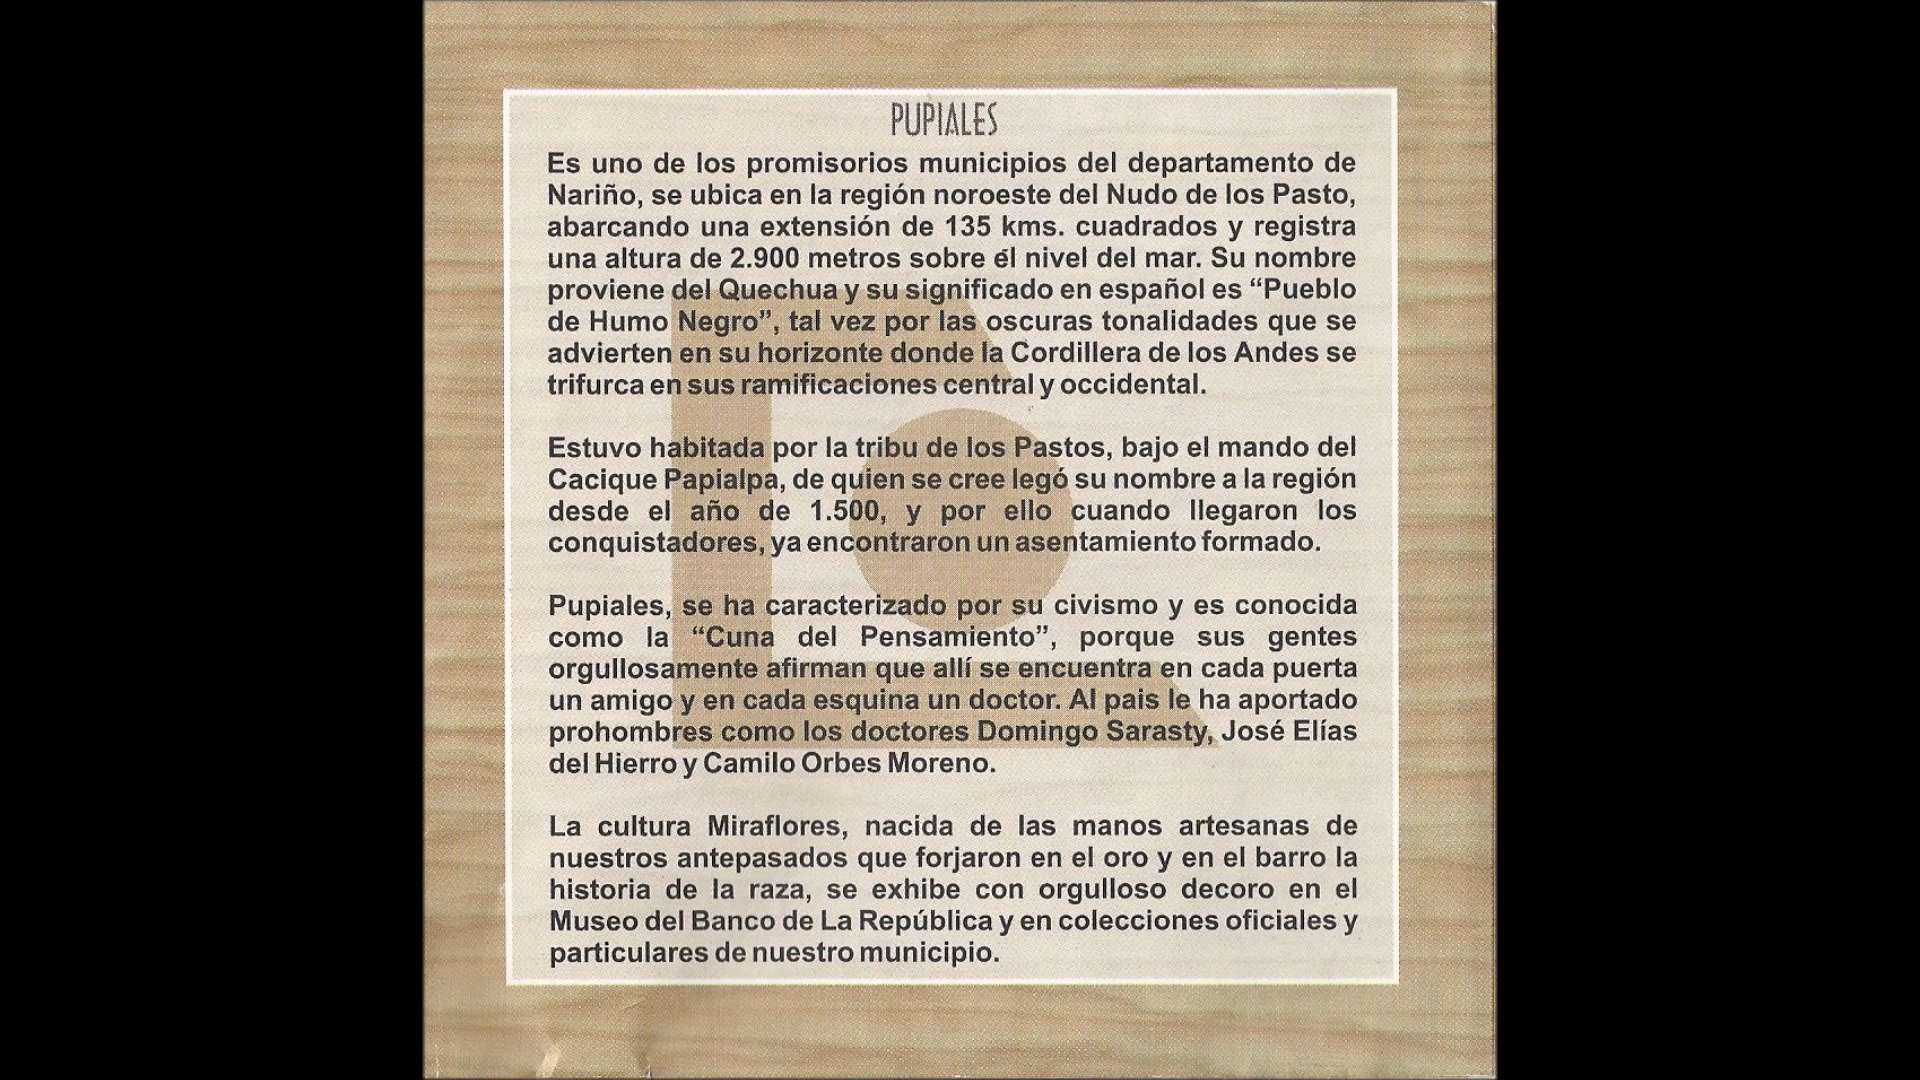 PUPIALES
Es uno de los promisorios municipios del departamento de
Nariño, se ubica en la región noroeste del Nudo de los Pasto,
abarcando una extensión de 135 kms. cuadrados y registra
una altura de 2.900 metros sobre él nivel del mar. Su nombre
proviene del Quechua y su significado en español es “Pueblo
de Humo Negro”, tal vez por las oscuras tonalidades que se
advierten en su horizonte donde la Cordillera de los Andes se
trifurca en sus ramificaciones central y occidental.
Estuvo habitada por la tribu de los Pastos, bajo el mando del
Cacique Papialpa, de quien se cree legó su nombre a la región
desde el año de 1.500, y por ello cuando llegaron los
conquistadores, ya encontraron un asentamiento formado.
Pupiales, se ha caracterizado por su civismo y es conocida
como la “Cuna del Pensamiento”, porque sus gentes
orgullosamente afirman que allí se encuentra en cada puerta
un amigo y en cada esquina un doctor. Al pais le ha aportado
prohombres como los doctores Domingo Sarasty, José Elías
del Hierro y Camilo Orbes Moreno.
La cultura Miraflores, nacida de las manos artesanas de
nuestros antepasados que forjaron en el oro y en el barro la
historia de la raza, se exhibe con orgulloso decoro en el
Museo del Banco de La República y en colecciones oficiales y
particulares de nuestro municipio.